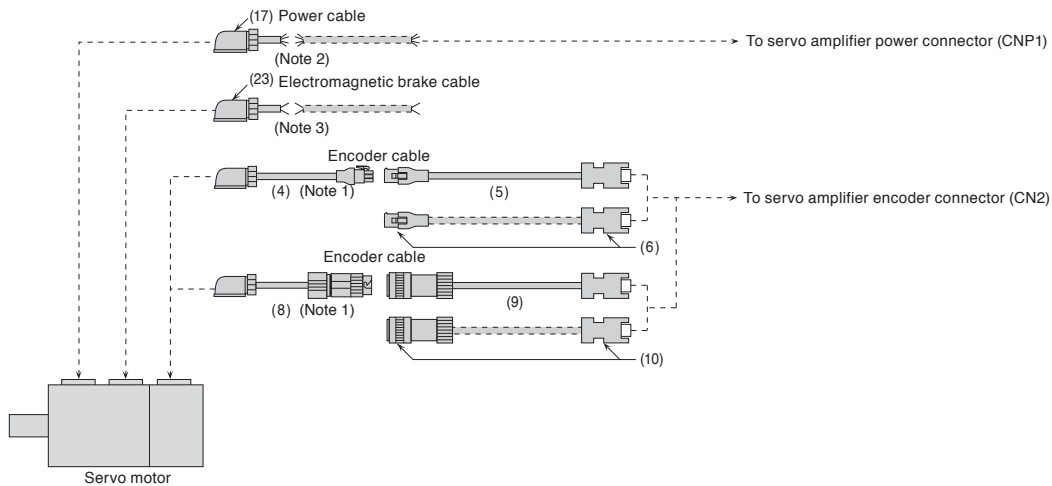 (17) Power cable
(Note 2)
To servo amplifier power connector (CNP1)
(23) Electromagnetic brake cable
(Note 3)
Encoder cable
(4) (Note 1)
(5)
To servo amplifier encoder connector (CN2)
(6)
Encoder cable
(8) (Note 1)
(9)
(10)
Servo motor